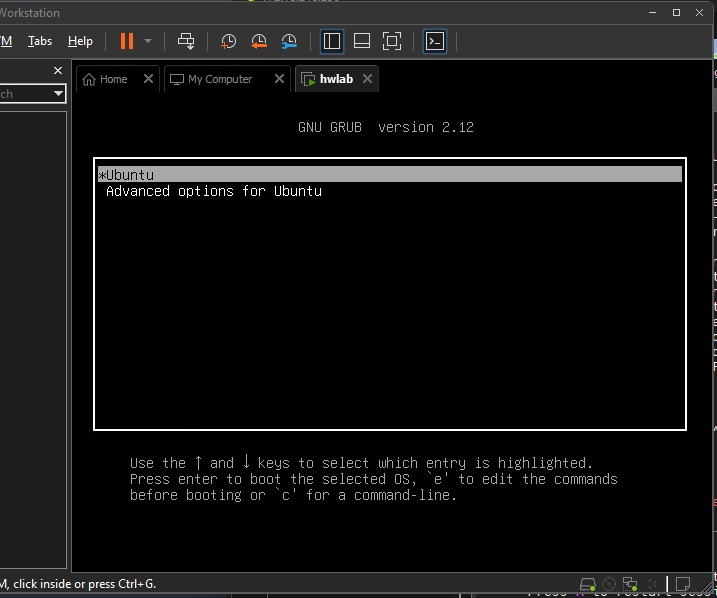 Workstation
M Tabs Help
ch
Home My Computer hwlab
GNU GRUB version 2.12
*Ubuntu
Advanced options for Ubuntu
Use the ↑ and ↓ keys to select which entry is highlighted.
Press enter to boot the selected OS, `e' to edit the commands
before booting or `c' for a command-line.
M, click inside or press Ctrl+G.